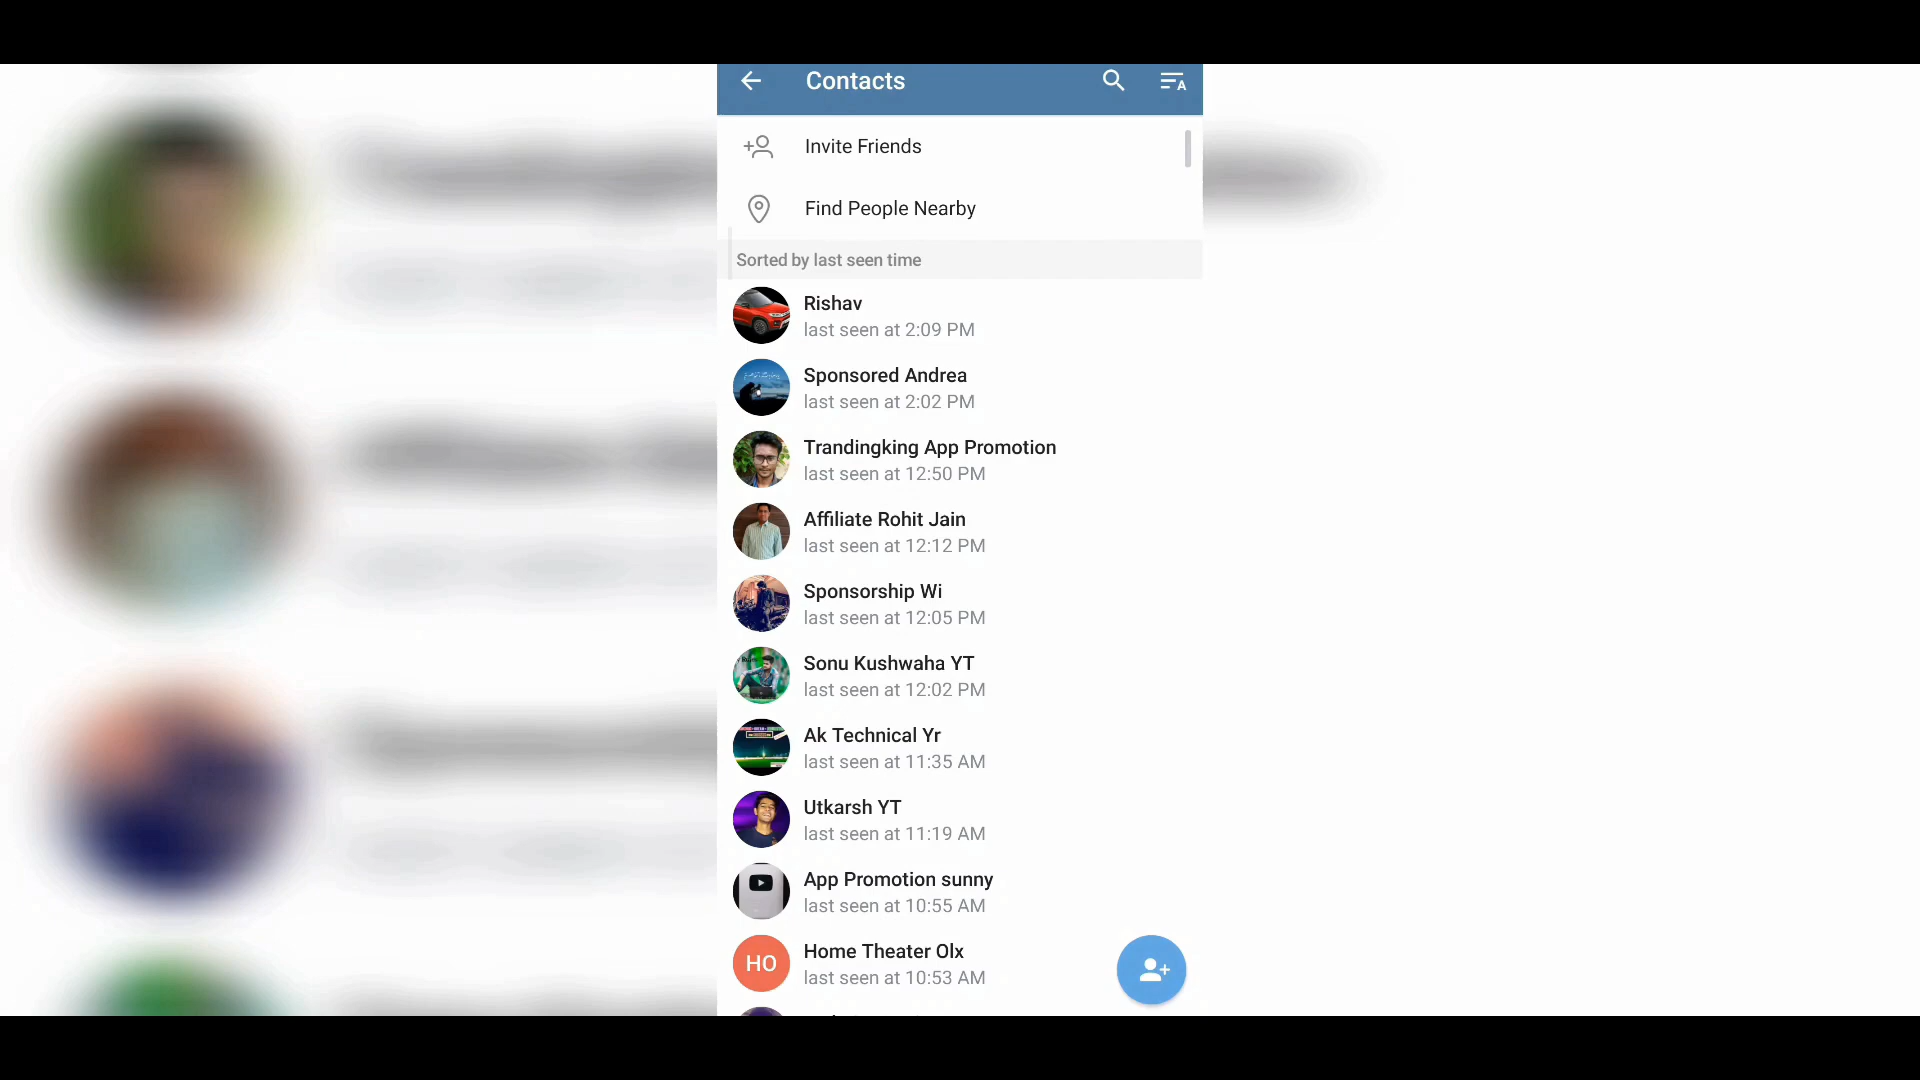 Contacts
Invite Friends
Find People Nearby
Sorted by last seen time
Rishav
last seen at 2:09 PM
Sponsored Andrea
last seen at 2:02 PM
Trandingking App Promotion
last seen at 12:50 PM
Affiliate Rohit Jain
last seen at 12:12 PM
Sponsorship Wi
last seen at 12:05 PM
Sonu Kushwaha YT
last seen at 12:02 PM
Ak Technical Yr
last seen at 11:35 AM
Utkarsh YT
last seen at 11:19 AM
App Promotion sunny
last seen at 10:55 AM
HO
Home Theater Olx
last seen at 10:53 AM